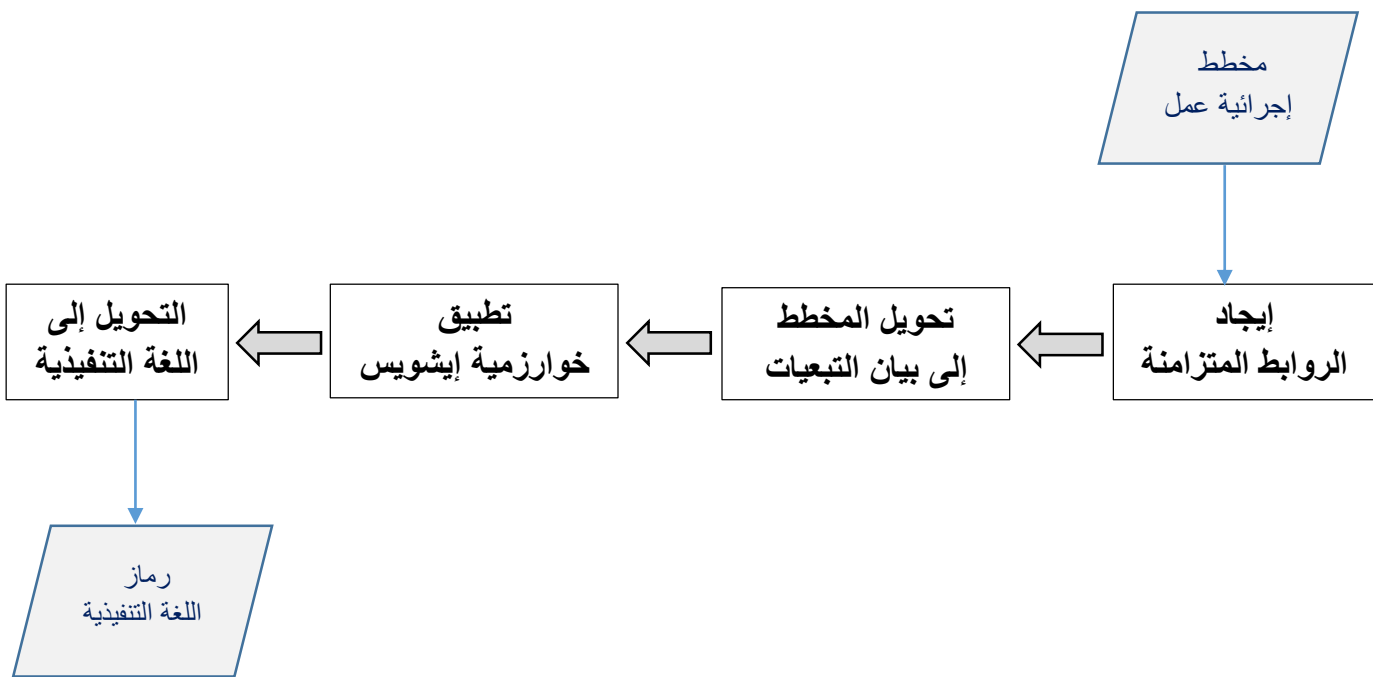 مخطط
إجرائية عمل
إيجاد
الروابط المتزامنة
تحويل المخطط
إلى بيان التبعيات
تطبيق
خوارزمية إيشويس
التحويل إلى
اللغة التنفيذية
رماز
اللغة التنفيذية